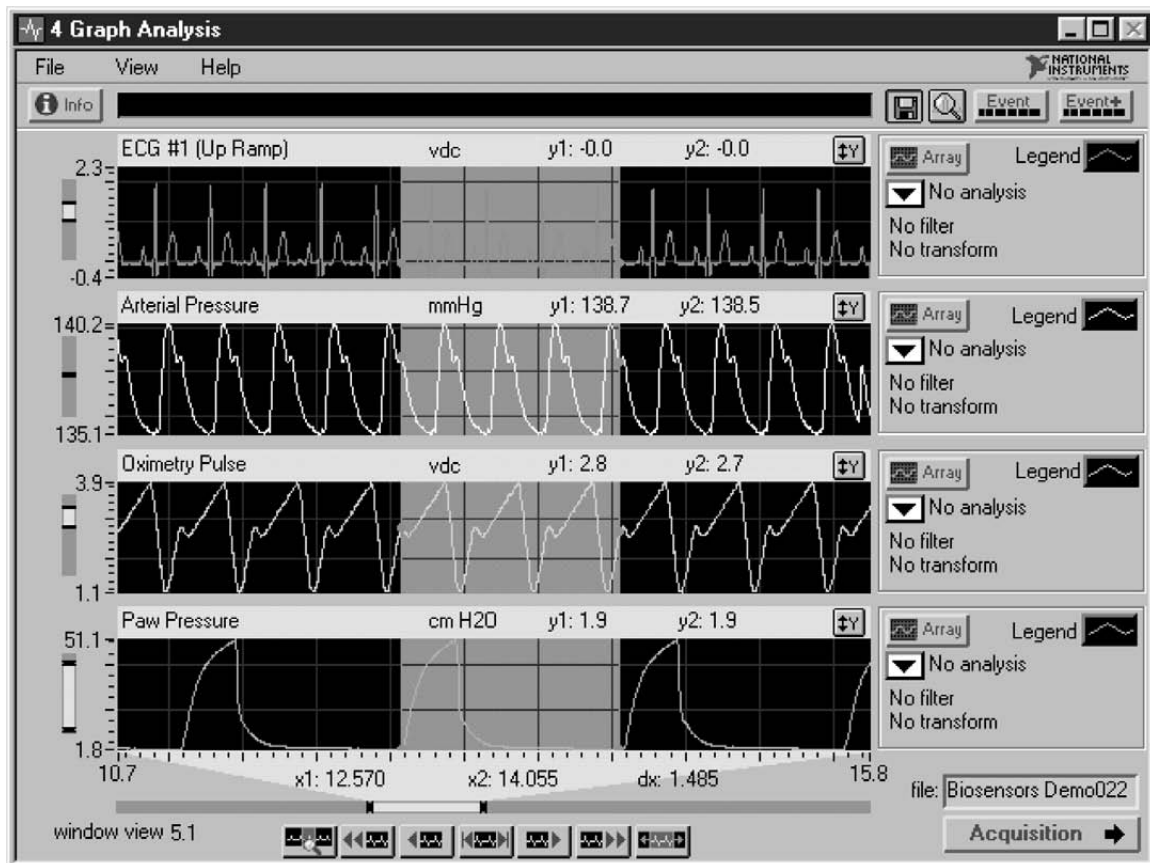 4 Graph Analysis
File View Help
NATIONAL INSTRUMENTS
Info
Event Event+
ECG #1 (Up Ramp) vdc y1: -0.0 y2: -0.0 Y
2.3
-0.4
Array Legend
No analysis
No filter
No transform
Arterial Pressure mmHg y1: 138.7 y2: 138.5 Y
140.2
135.1
Array Legend
No analysis
No filter
No transform
Oximetry Pulse vdc y1: 2.8 y2: 2.7 Y
3.9
1.1
Array Legend
No analysis
No filter
No transform
Paw Pressure cm H2O y1: 1.9 y2: 1.9 Y
51.1
1.8
Array Legend
No analysis
No filter
No transform
10.7 x1: 12.570 x2: 14.055 dx: 1.485 15.8
file: Biosensors Demo022
window view 5.1
Acquisition